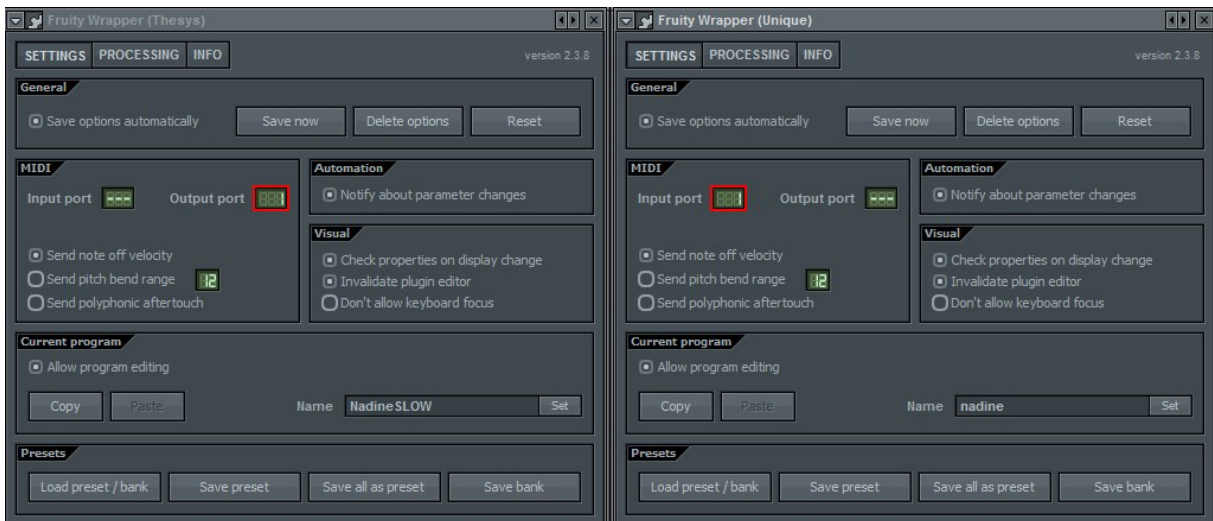 Fruity Wrapper (Thesys)
SETTINGS PROCESSING INFO version 2.3.8
General
Save options automatically Save now Delete options Reset
MIDI
Input port --- Output port 1
Send note off velocity
Send pitch bend range 12
Send polyphonic aftertouch
Automation
Notify about parameter changes
Visual
Check properties on display change
Invalidate plugin editor
Don't allow keyboard focus
Current program
Allow program editing
Copy Paste Name NadineSLOW Set
Presets
Load preset / bank Save preset Save all as preset Save bank
Fruity Wrapper (Unique)
SETTINGS PROCESSING INFO version 2.3.8
General
Save options automatically Save now Delete options Reset
MIDI
Input port 1 Output port ---
Send note off velocity
Send pitch bend range 12
Send polyphonic aftertouch
Automation
Notify about parameter changes
Visual
Check properties on display change
Invalidate plugin editor
Don't allow keyboard focus
Current program
Allow program editing
Copy Paste Name nadine Set
Presets
Load preset / bank Save preset Save all as preset Save bank